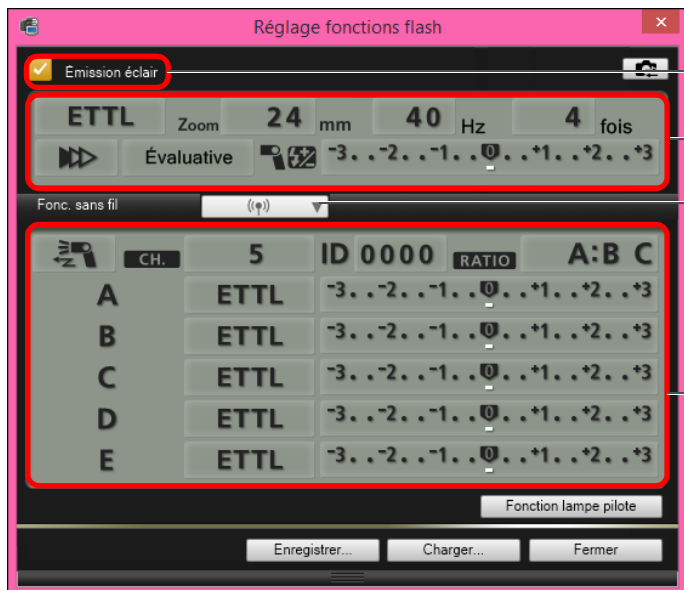 Réglage fonctions flash
Émission éclair
ETTL Zoom 24 mm 40 Hz 4 fois
Évaluative -3..-2..-1..0..+1..+2..+3
Fonc. sans fil
CH. 5 ID 0000 RATIO A:B C
A ETTL -3..-2..-1..0..+1..+2..+3
B ETTL -3..-2..-1..0..+1..+2..+3
C ETTL -3..-2..-1..0..+1..+2..+3
D ETTL -3..-2..-1..0..+1..+2..+3
E ETTL -3..-2..-1..0..+1..+2..+3
Fonction lampe pilote
Enregistrer... Charger... Fermer